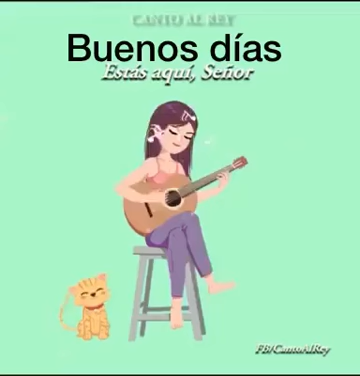 CANTO AL REY
Buenos días
Estás aquí, Señor
FB/CantoAlRey